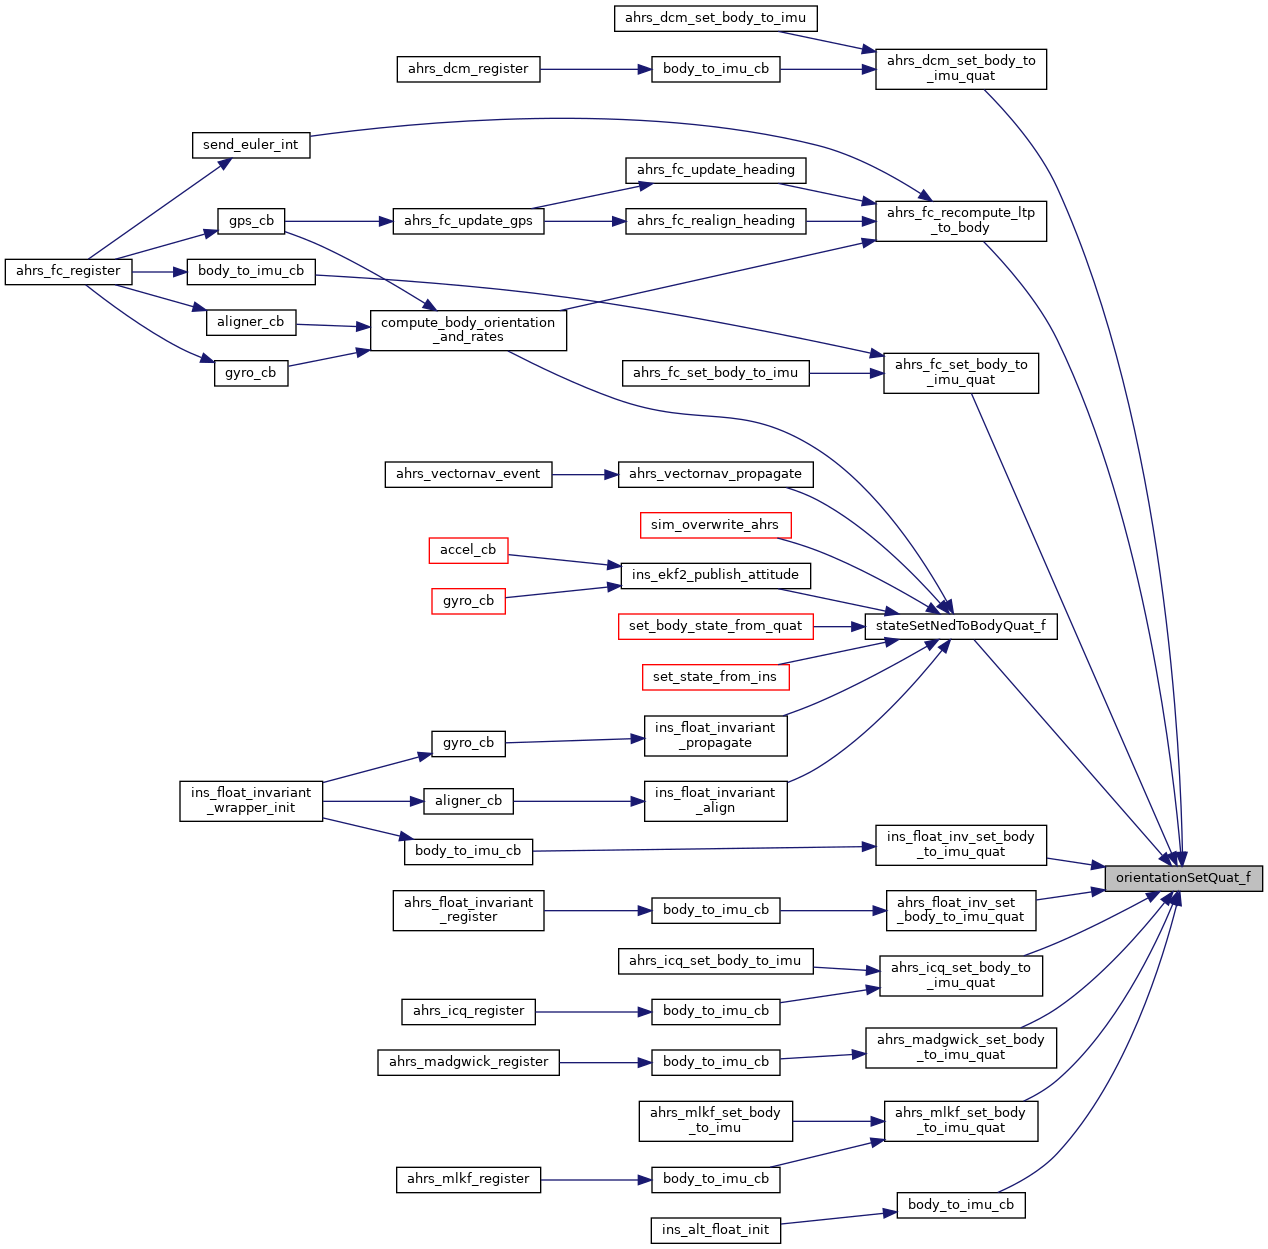 ahrs_dcm_set_body_to_imu
ahrs_dcm_set_body_to
_imu_quat
ahrs_dcm_register
body_to_imu_cb
send_euler_int
ahrs_fc_update_heading
ahrs_fc_recompute_ltp
_to_body
gps_cb
ahrs_fc_update_gps
ahrs_fc_realign_heading
ahrs_fc_register
body_to_imu_cb
aligner_cb
compute_body_orientation
_and_rates
gyro_cb
ahrs_fc_set_body_to_imu
ahrs_fc_set_body_to
_imu_quat
ahrs_vectornav_event
ahrs_vectornav_propagate
sim_overwrite_ahrs
accel_cb
ins_ekf2_publish_attitude
gyro_cb
set_body_state_from_quat
stateSetNedToBodyQuat_f
set_state_from_ins
ins_float_invariant
_propagate
gyro_cb
ins_float_invariant
_wrapper_init
aligner_cb
ins_float_invariant
_align
body_to_imu_cb
ins_float_inv_set_body
_to_imu_quat
orientationSetQuat_f
ahrs_float_invariant
_register
body_to_imu_cb
ahrs_float_inv_set
_body_to_imu_quat
ahrs_icq_set_body_to_imu
ahrs_icq_set_body_to
_imu_quat
ahrs_icq_register
body_to_imu_cb
ahrs_madgwick_set_body
_to_imu_quat
ahrs_madgwick_register
body_to_imu_cb
ahrs_mlkf_set_body
_to_imu
ahrs_mlkf_set_body
_to_imu_quat
ahrs_mlkf_register
body_to_imu_cb
body_to_imu_cb
ins_alt_float_init